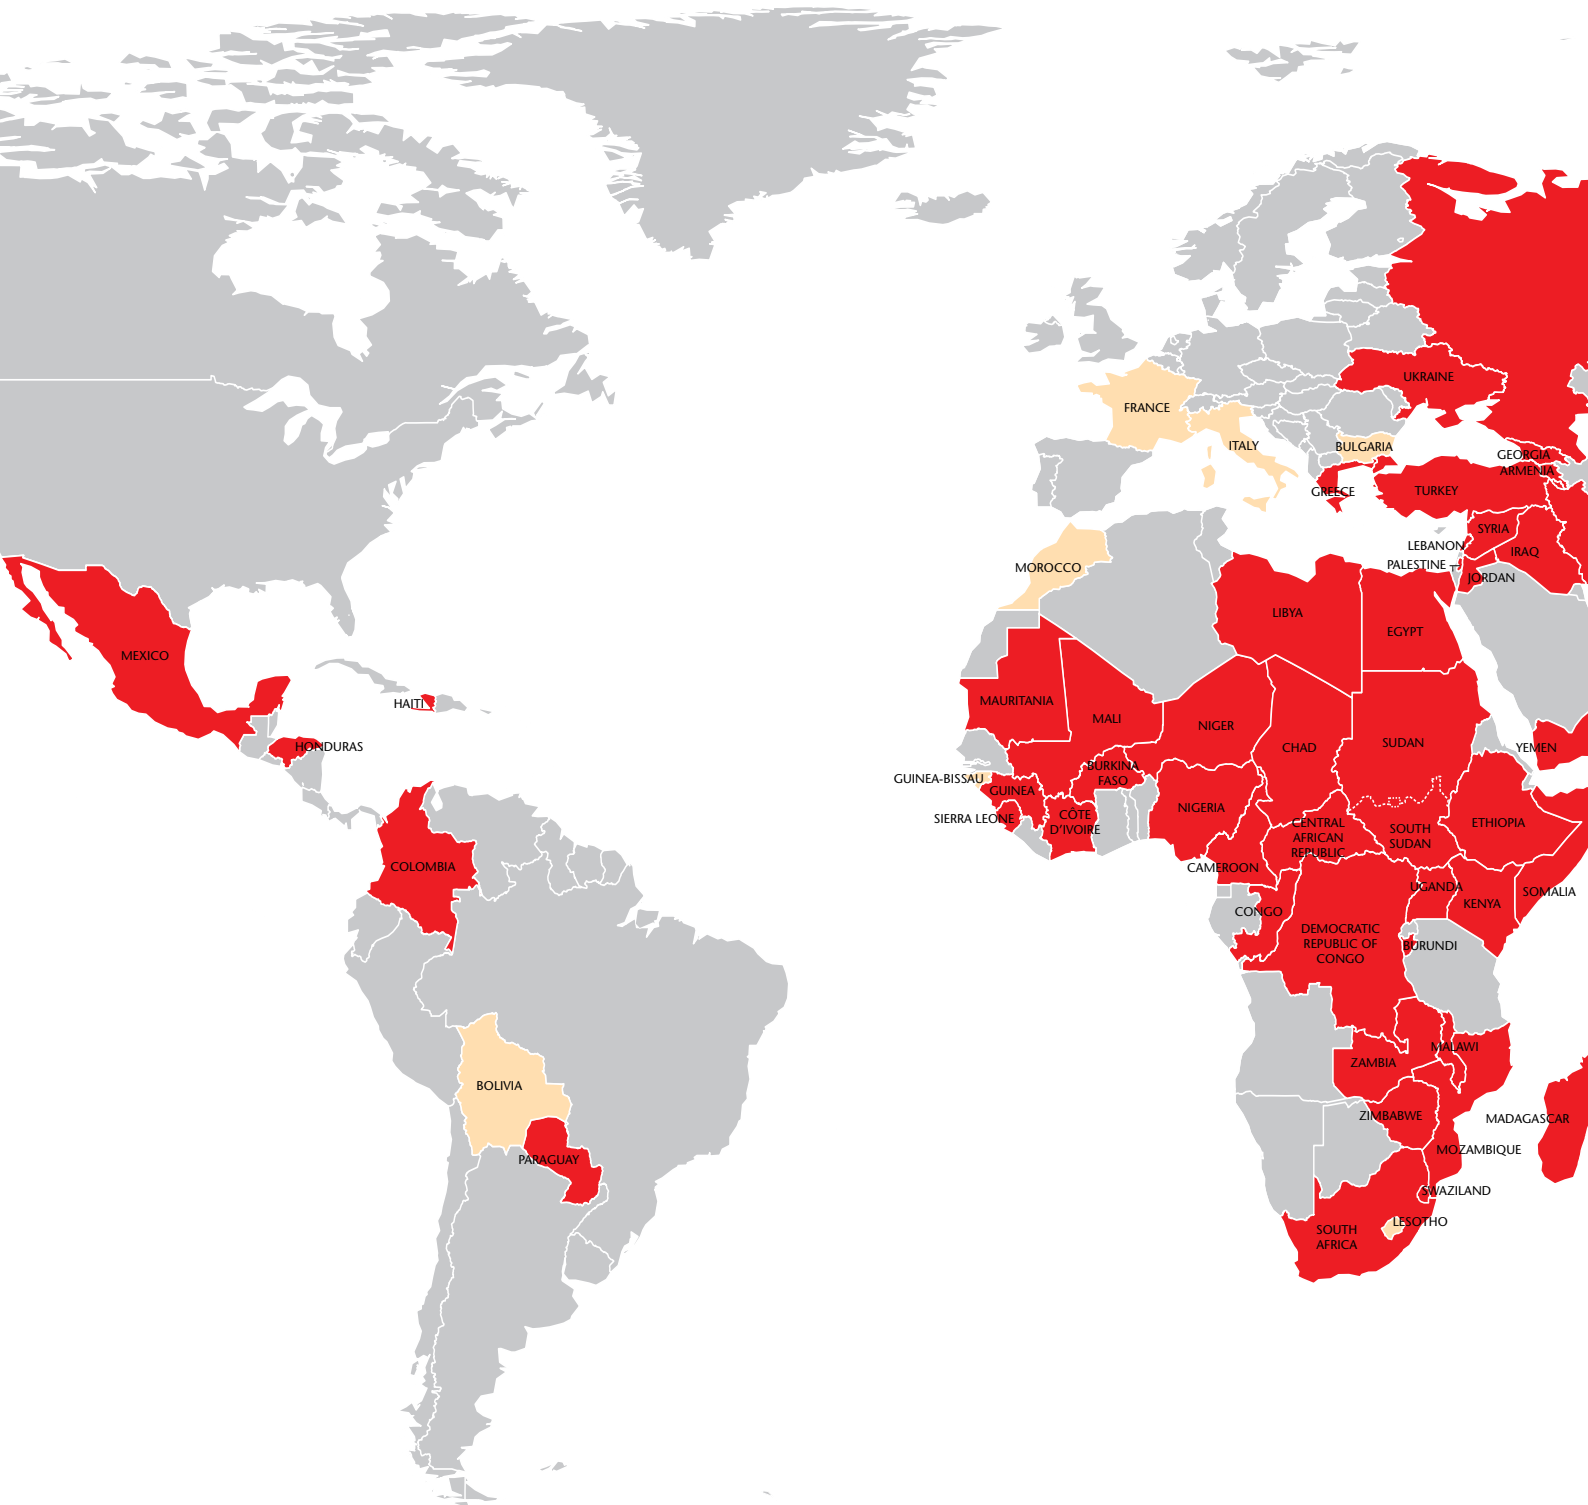 UKRAINE
FRANCE
ITALY
BULGARIA
GEORGIA
ARMENIA
GREECE
TURKEY
SYRIA
LEBANON
IRAQ
PALESTINE
JORDAN
MOROCCO
LIBYA
EGYPT
MEXICO
HAITI
HONDURAS
MAURITANIA
MALI
NIGER
CHAD
SUDAN
YEMEN
GUINEA-BISSAU
BURKINA
FASO
GUINEA
SIERRA LEONE
CÔTE
D'IVOIRE
NIGERIA
CENTRAL
AFRICAN
REPUBLIC
SOUTH
SUDAN
ETHIOPIA
COLOMBIA
CAMEROON
UGANDA
KENYA
SOMALIA
CONGO
DEMOCRATIC
REPUBLIC OF
CONGO
BURUNDI
MALAWI
ZAMBIA
BOLIVIA
ZIMBABWE
MADAGASCAR
MOZAMBIQUE
PARAGUAY
SWAZILAND
LESOTHO
SOUTH
AFRICA